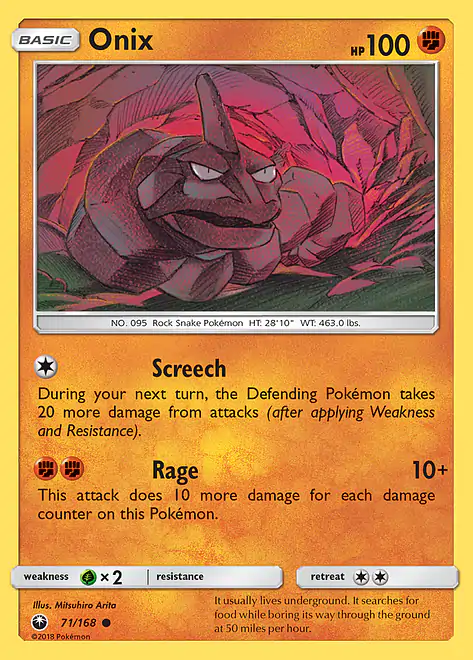 BASIC Onix HP100
NO. 095 Rock Snake Pokémon HT: 28'10" WT: 463.0 lbs.
Screech
During your next turn, the Defending Pokémon takes
20 more damage from attacks (after applying Weakness
and Resistance).
Rage 10+
This attack does 10 more damage for each damage
counter on this Pokémon.
weakness ×2 resistance retreat
Illus. Mitsuhiro Arita
71/168
©2018 Pokémon
It usually lives underground. It searches for
food while boring its way through the ground
at 50 miles per hour.